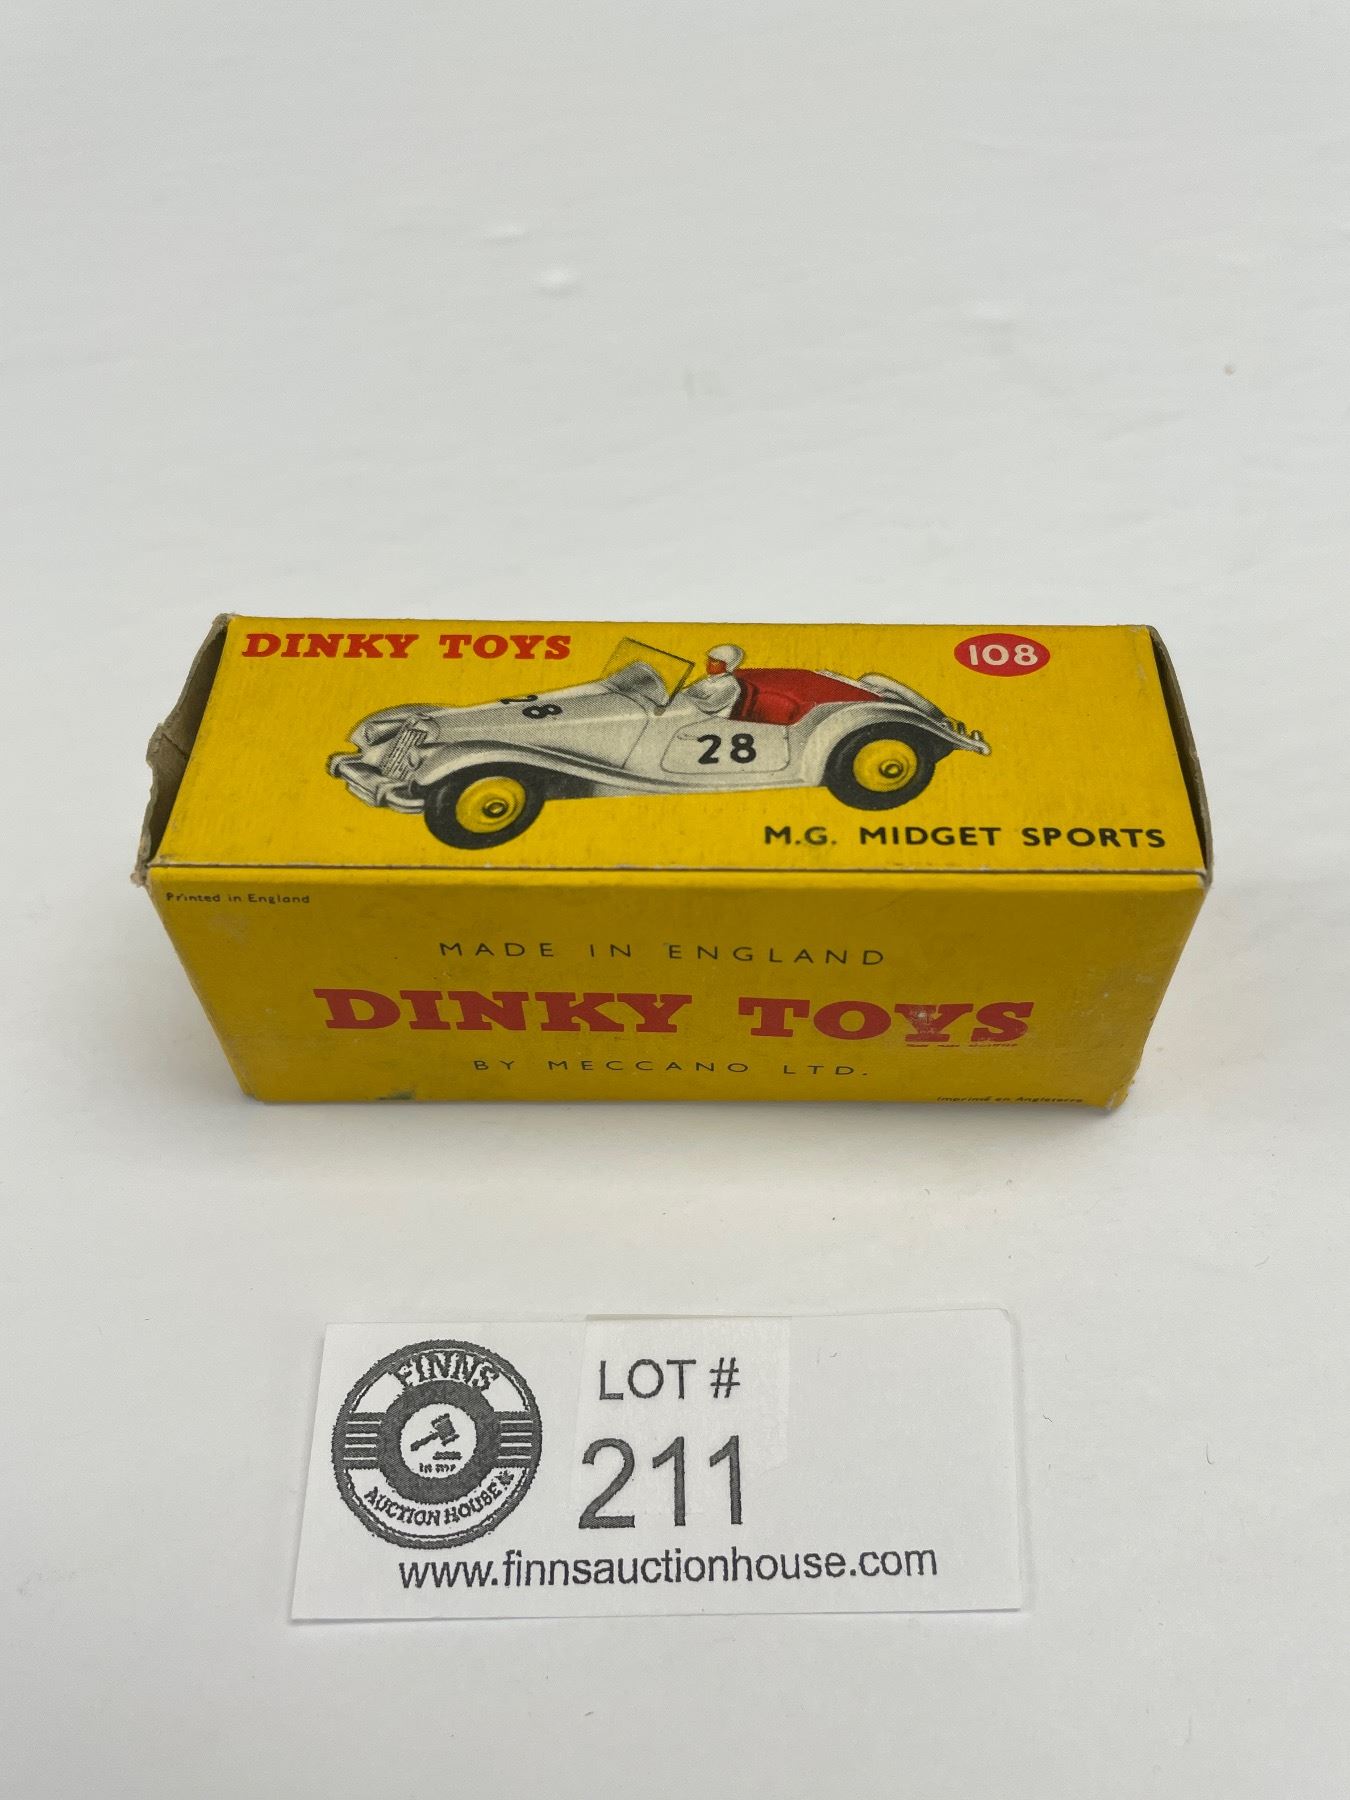 DINKY TOYS
108
28
28
M.G. MIDGET SPORTS
Printed in England
MADE IN ENGLAND
DINKY TOYS
BY MECCANO LTD.
Imprimé en Angleterre
FINNS
AUCTION HOUSE
LOT #
211
www.finnsauctionhouse.com